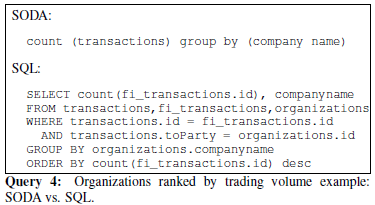 SODA:
count (transactions) group by (company name)
SQL:
SELECT count(fi_transactions.id), companyname
FROM transactions,fi_transactions,organizations
WHERE transactions.id = fi_transactions.id
AND transactions.toParty = organizations.id
GROUP BY organizations.companyname
ORDER BY count(fi_transactions.id) desc
Query 4: Organizations ranked by trading volume example:
SODA vs. SQL.